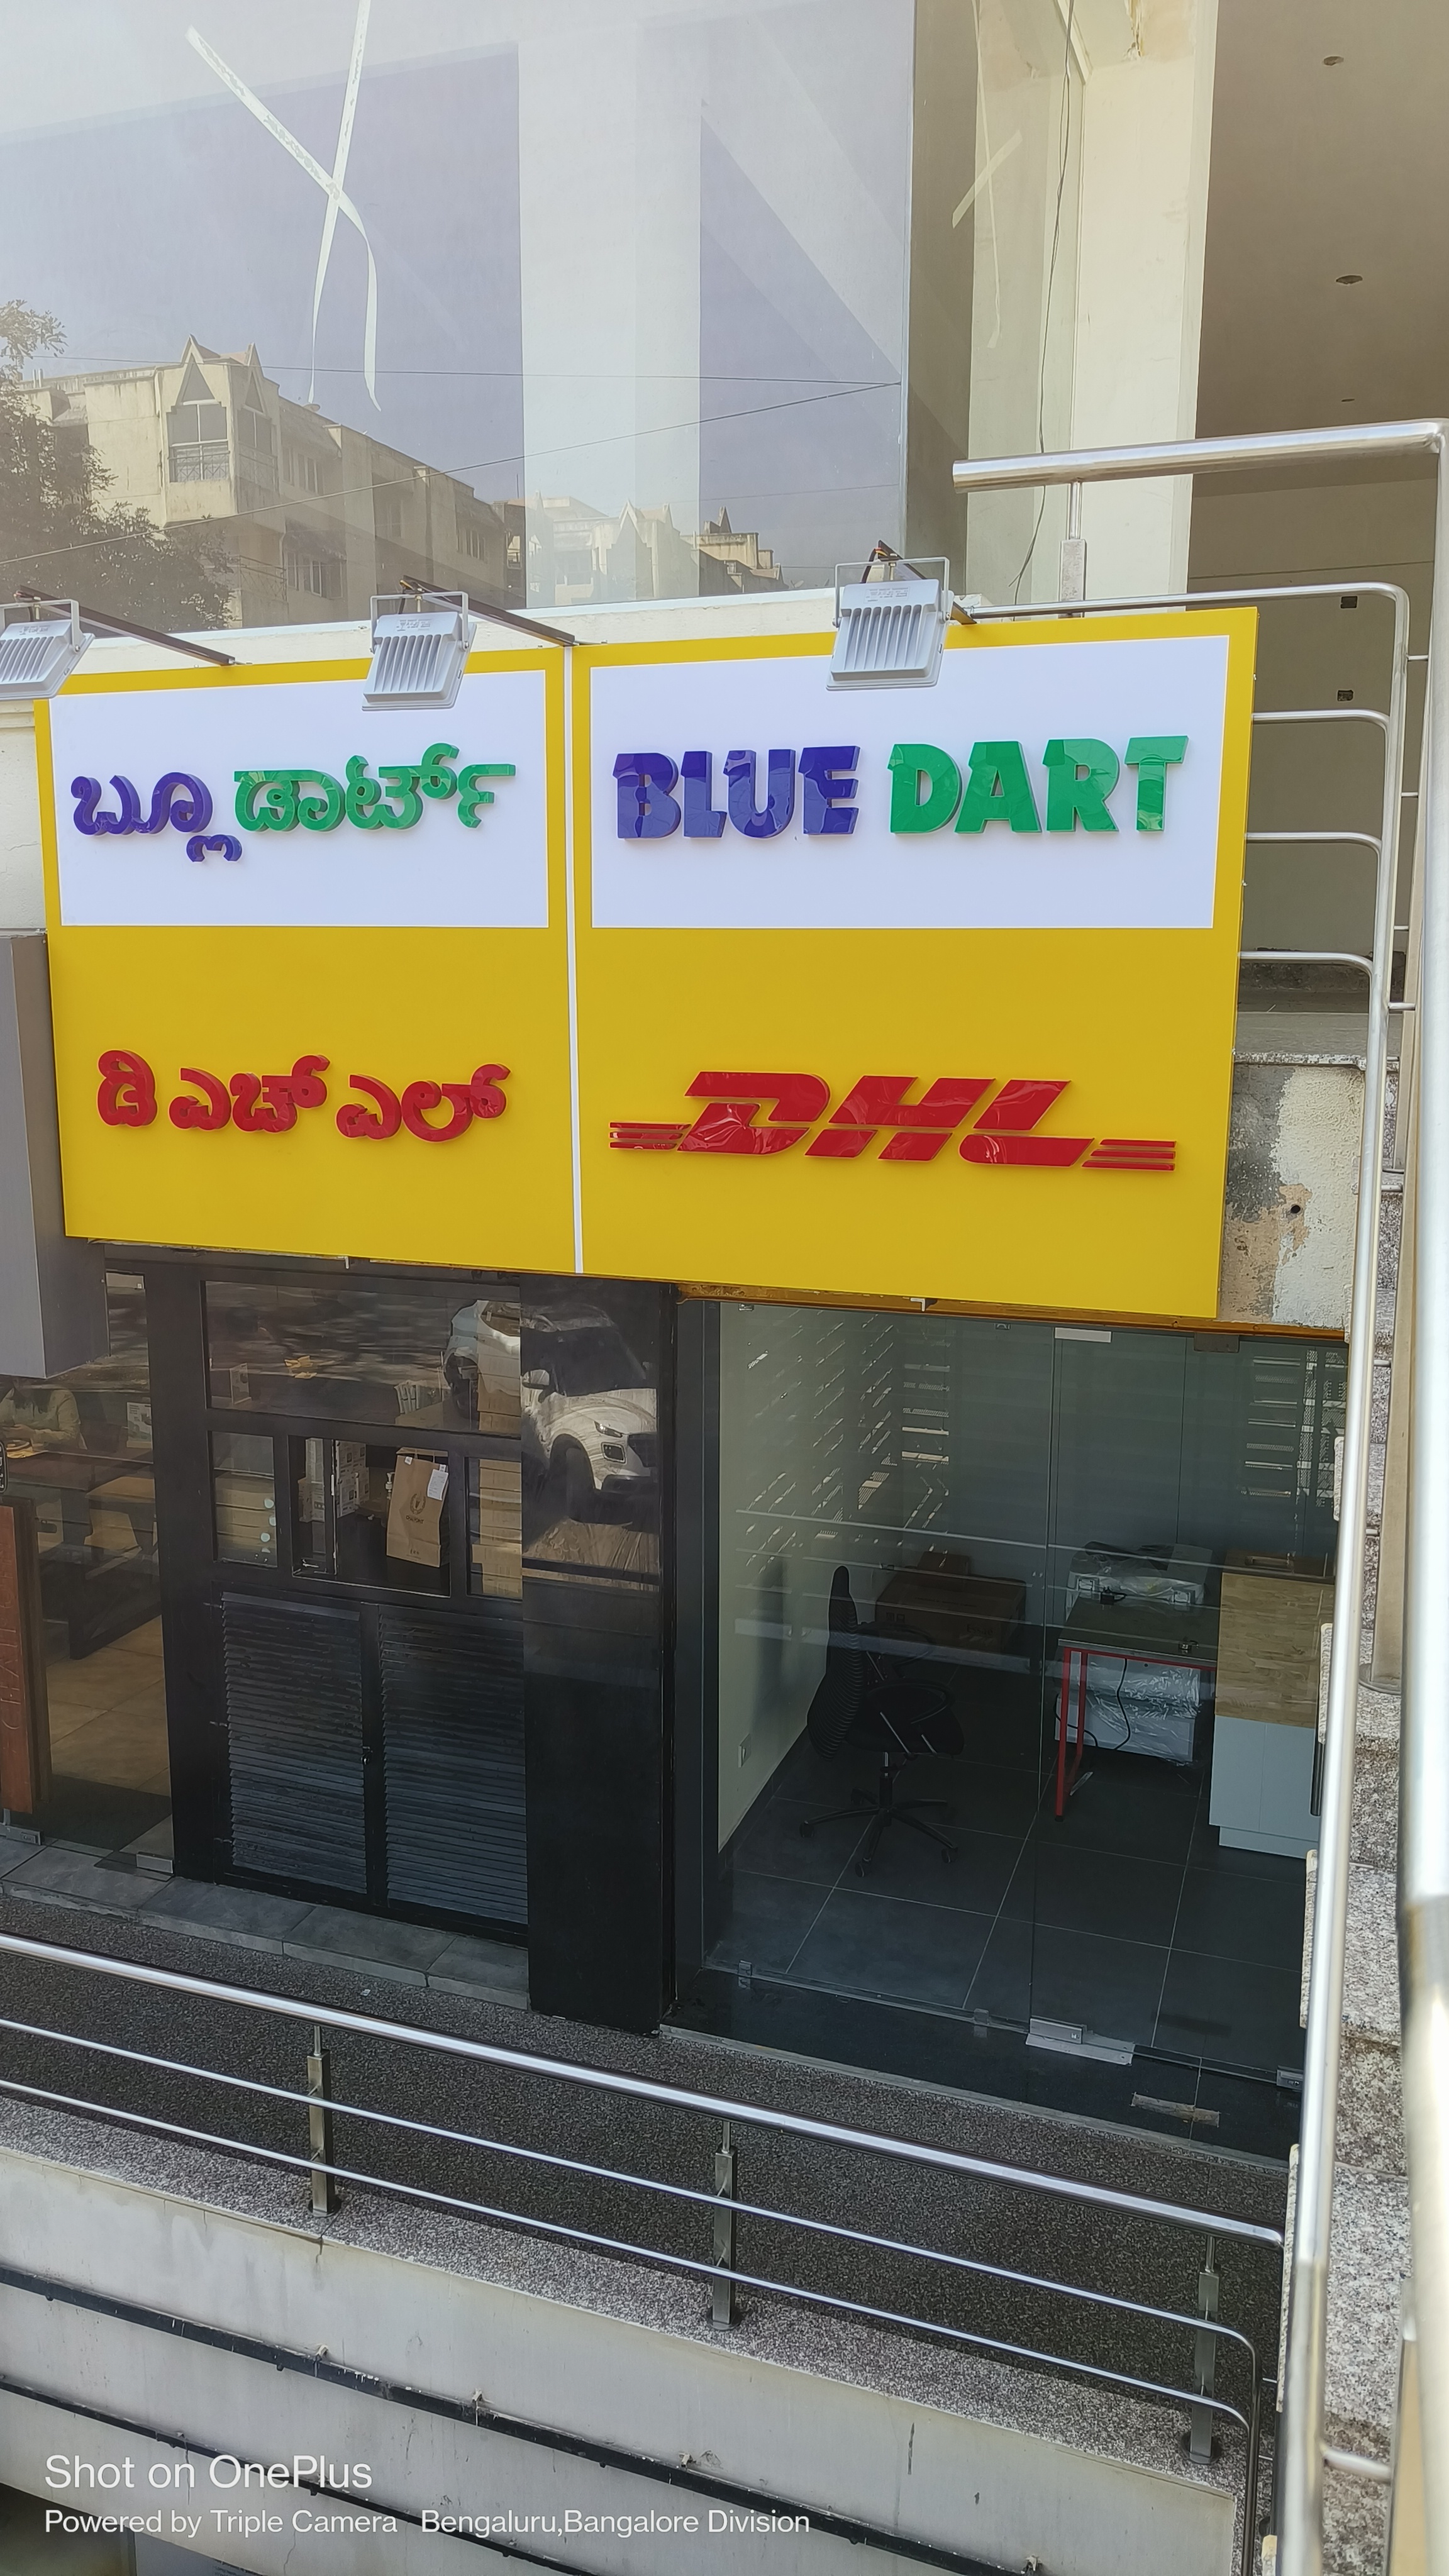 ಬ್ಲೂ ಡಾರ್ಟ್
BLUE DART
ಡಿ ಎಚ್ ಎಲ್
DHL
Shot on OnePlus
Powered by Triple Camera Bengaluru,Bangalore Division